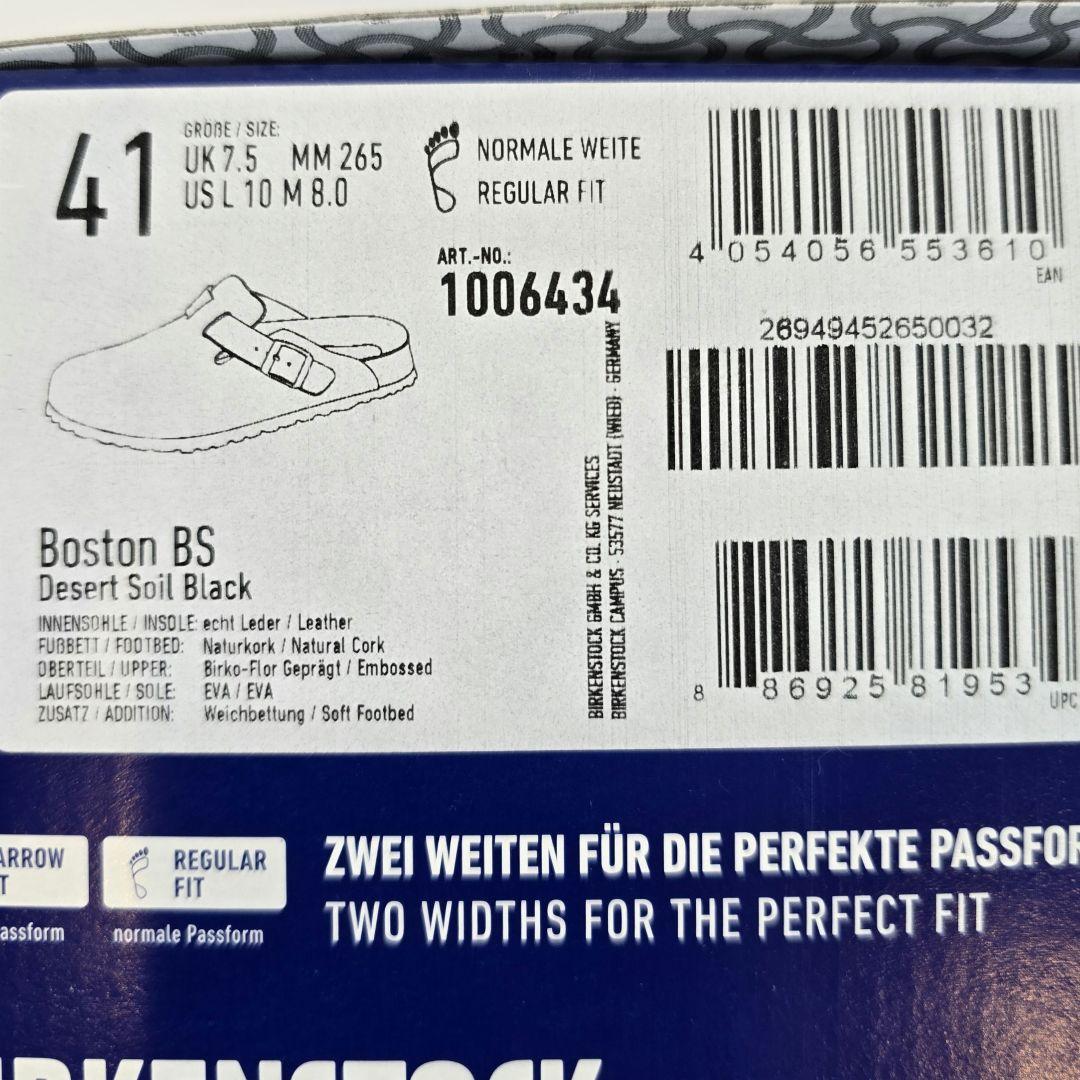 41
GRÖßE / SIZE:
UK 7.5 MM 265
US L 10 M 8.0
NORMALE WEITE
REGULAR FIT
ART.-NO.:
1006434
4 054056 553610
EAN
26949452650032
BIRKENSTOCK GMBH & CO. KG SERVICES
BIRKENSTOCK CAMPUS · 53577 NEUSTADT (WIED) · GERMANY
Boston BS
Desert Soil Black
INNENSOHLE / INSOLE: echt Leder / Leather
FUßBETT / FOOTBED: Naturkork / Natural Cork
OBERTEIL / UPPER: Birko-Flor Geprägt / Embossed
LAUFSOHLE / SOLE: EVA / EVA
ZUSATZ / ADDITION: Weichbettung / Soft Footbed
8 86925 81953
UPC
ARROW
T
assform
REGULAR
FIT
normale Passform
ZWEI WEITEN FÜR DIE PERFEKTE PASSFOR
TWO WIDTHS FOR THE PERFECT FIT
IRKENSTOCK